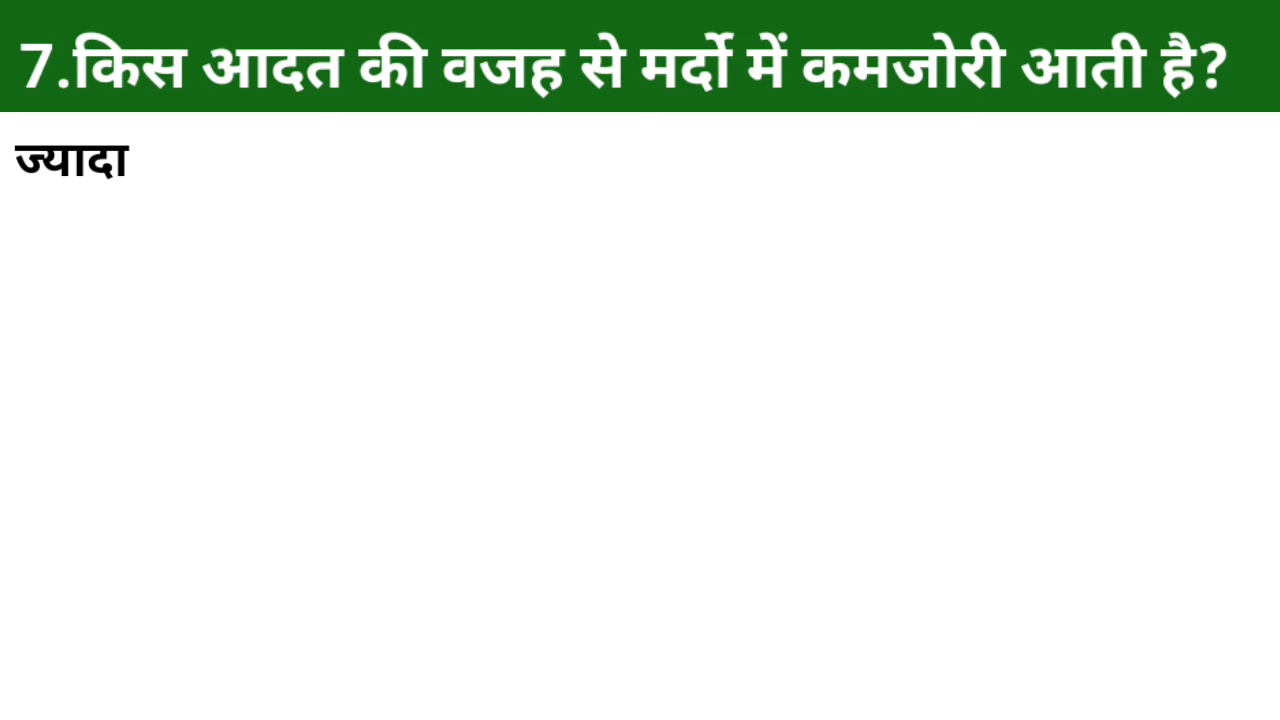 7.किस आदत की वजह से मर्दो में कमजोरी आती है?
ज्यादा